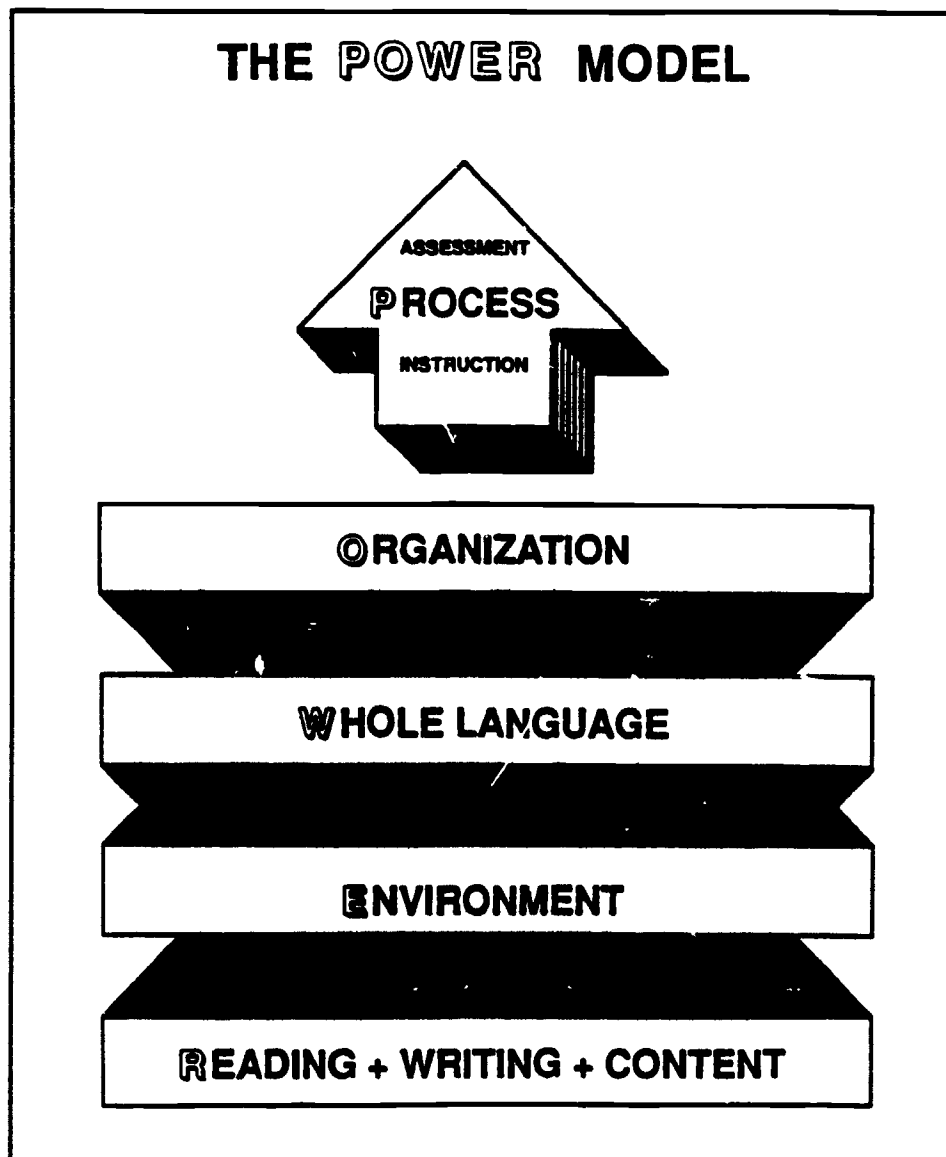 THE POWER MODEL
ASSESSMENT
PROCESS
INSTRUCTION
ORGANIZATION
WHOLE LANGUAGE
ENVIRONMENT
READING + WRITING + CONTENT